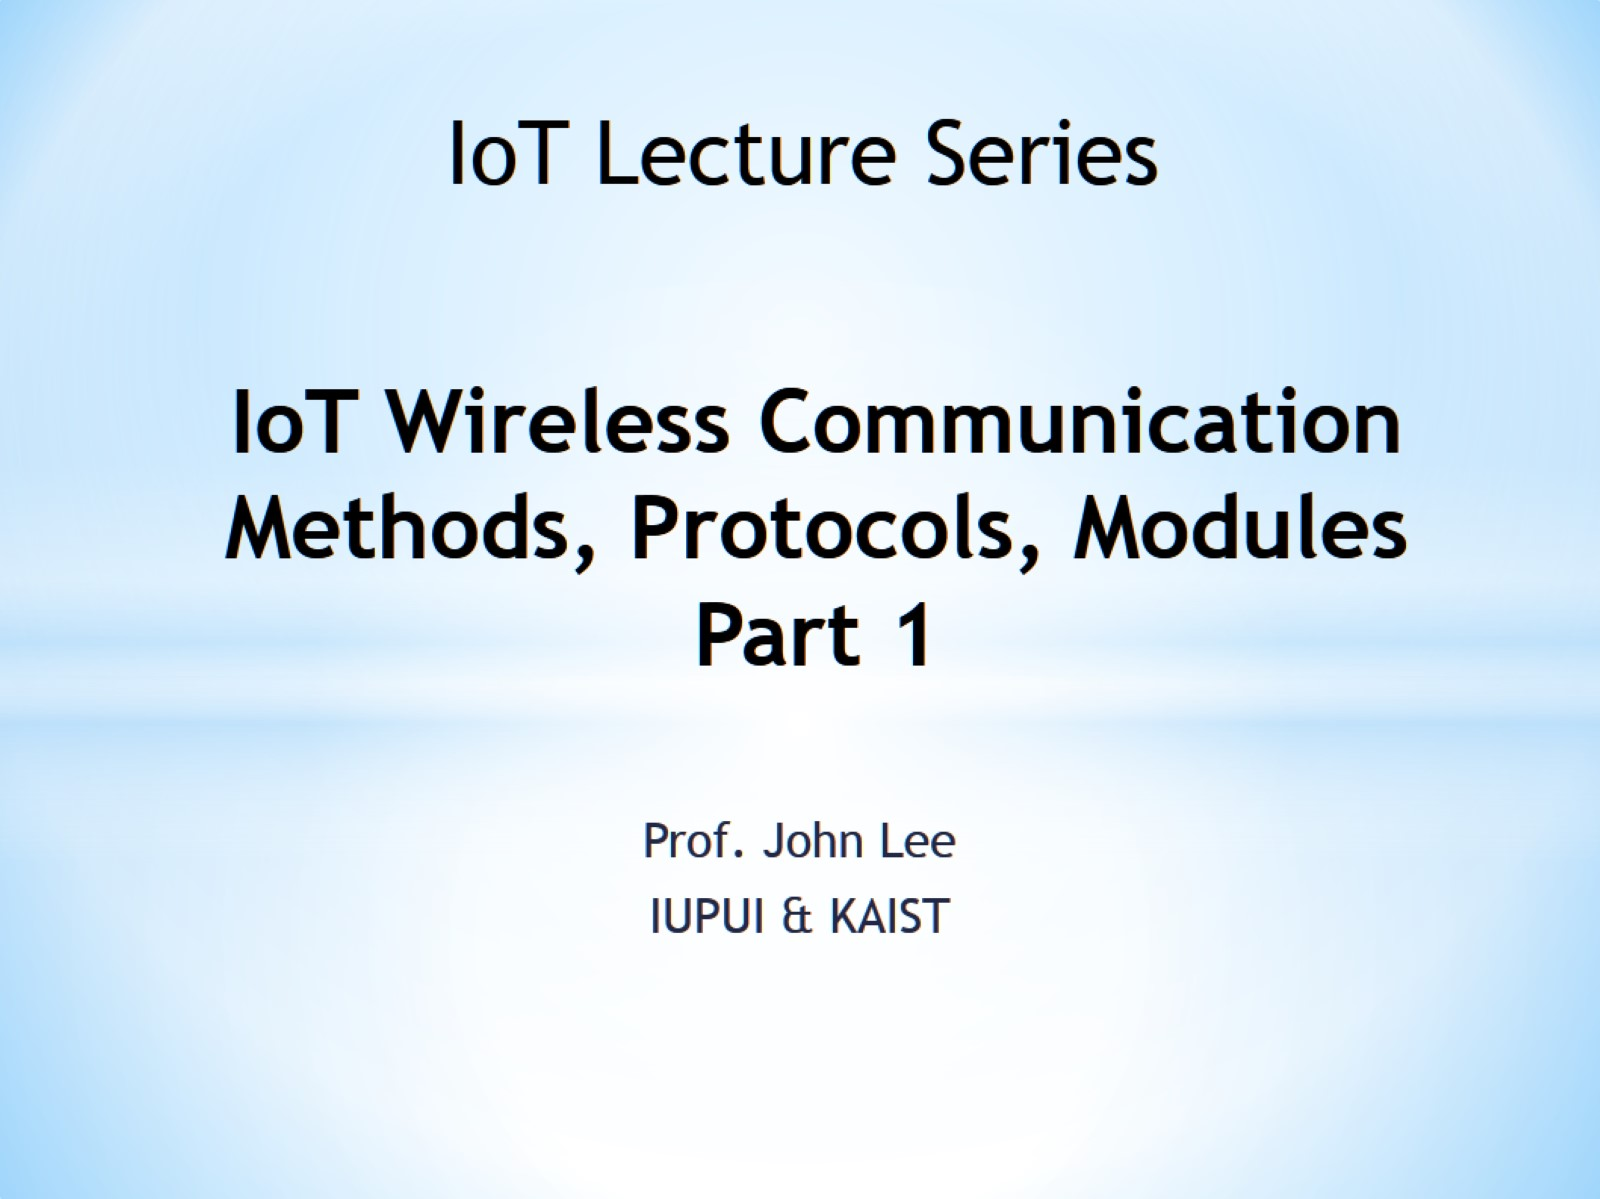 IoT Lecture Series
IoT Wireless Communication
Methods, Protocols, Modules
Part 1
Prof. John Lee
IUPUI & KAIST